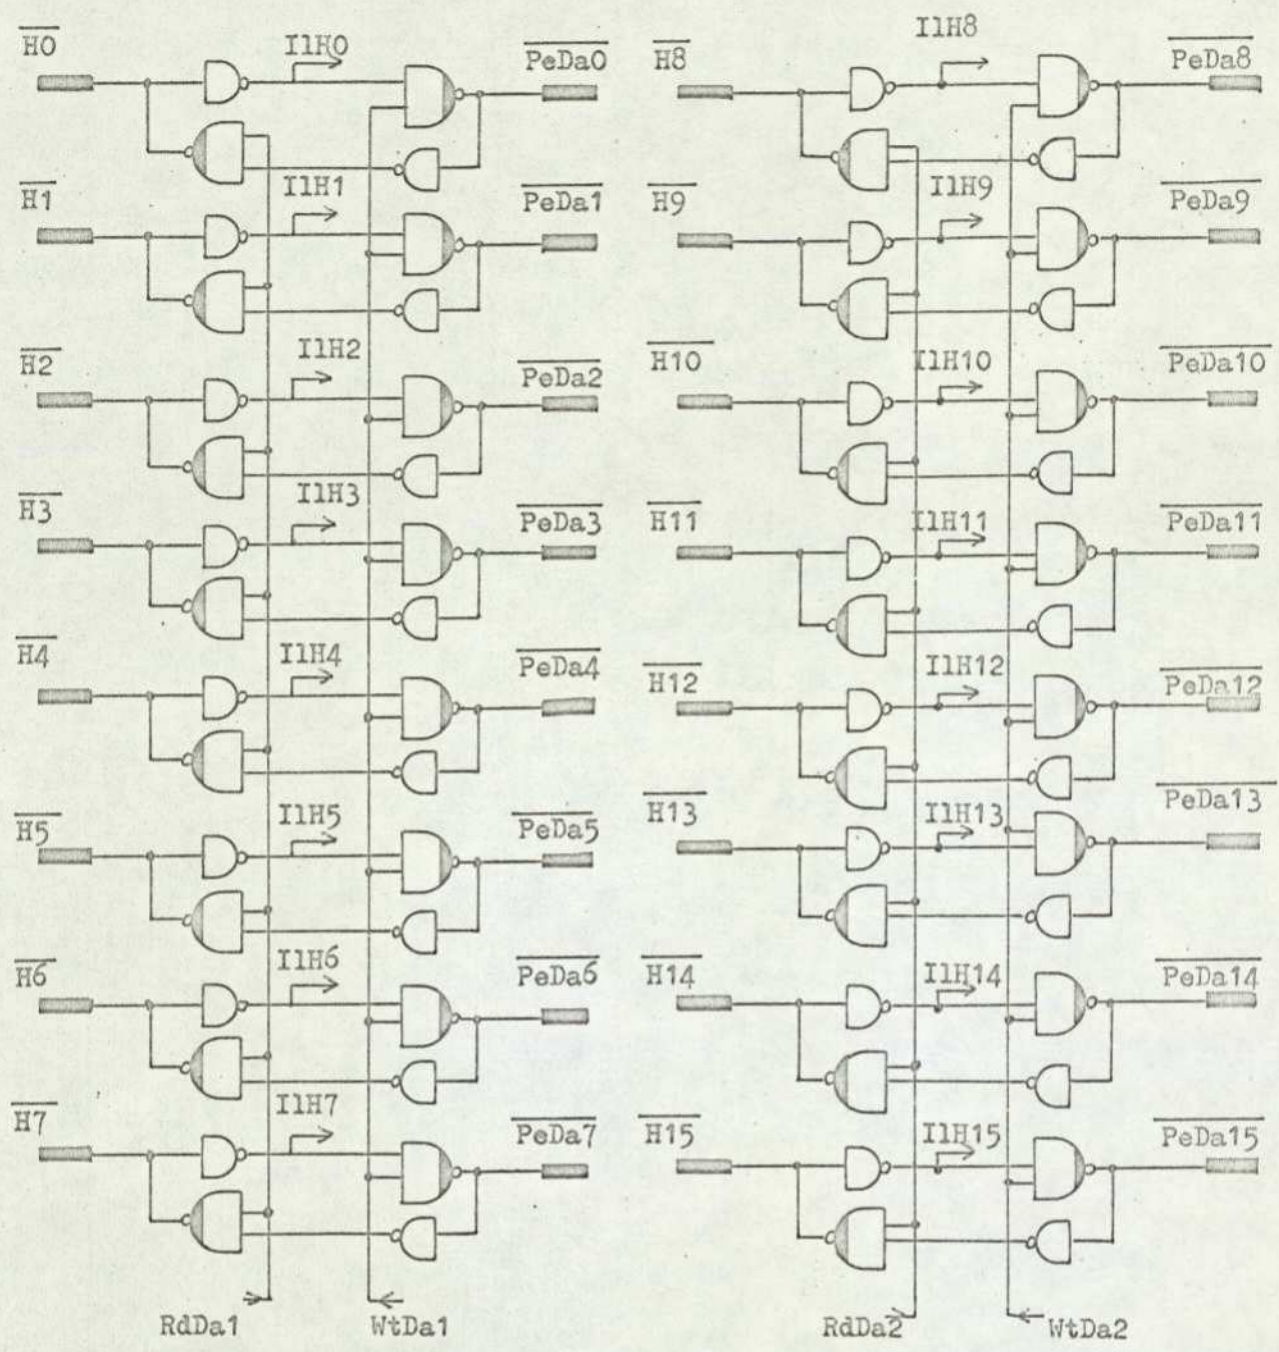 H0 I1H0 PeDa0 H8 I1H8 PeDa8
H1 I1H1 PeDa1 H9 I1H9 PeDa9
H2 I1H2 PeDa2 H10 I1H10 PeDa10
H3 I1H3 PeDa3 H11 I1H11 PeDa11
H4 I1H4 PeDa4 H12 I1H12 PeDa12
H5 I1H5 PeDa5 H13 I1H13 PeDa13
H6 I1H6 PeDa6 H14 I1H14 PeDa14
H7 I1H7 PeDa7 H15 I1H15 PeDa15
RdDa1 WtDa1 RdDa2 WtDa2